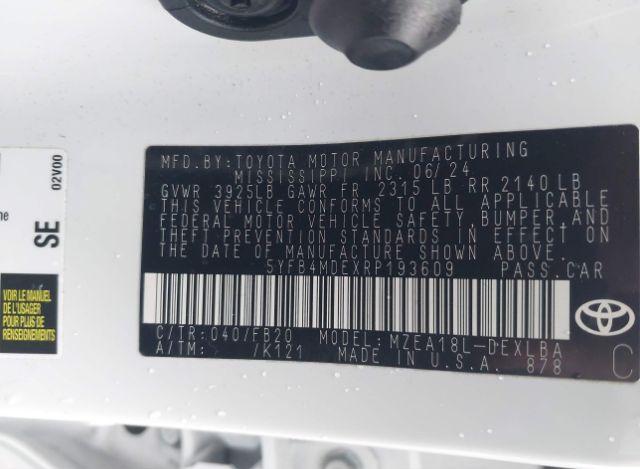 MFD. BY: TOYOTA MOTOR MANUFACTURING
MISSISSIPPI INC. 06/24
GVWR 3925LB GAWR FR 2315 LB RR 2140 LB
THIS VEHICLE CONFORMS TO ALL APPLICABLE
FEDERAL MOTOR VEHICLE SAFETY, BUMPER, AND
THEFT PREVENTION STANDARDS IN EFFECT ON
THE DATE OF MANUFACTURE SHOWN ABOVE.
5YFB4MDEXRP193609 PASS. CAR
C/TR: 040/FB20 MODEL: MZEA18L-DEXLBA
A/TM: /K121 MADE IN U.S.A. 878
C
02V00
SE
VOIR LE MANUEL
DE L'USAGER
POUR PLUS DE
RENSEIGNEMENTS